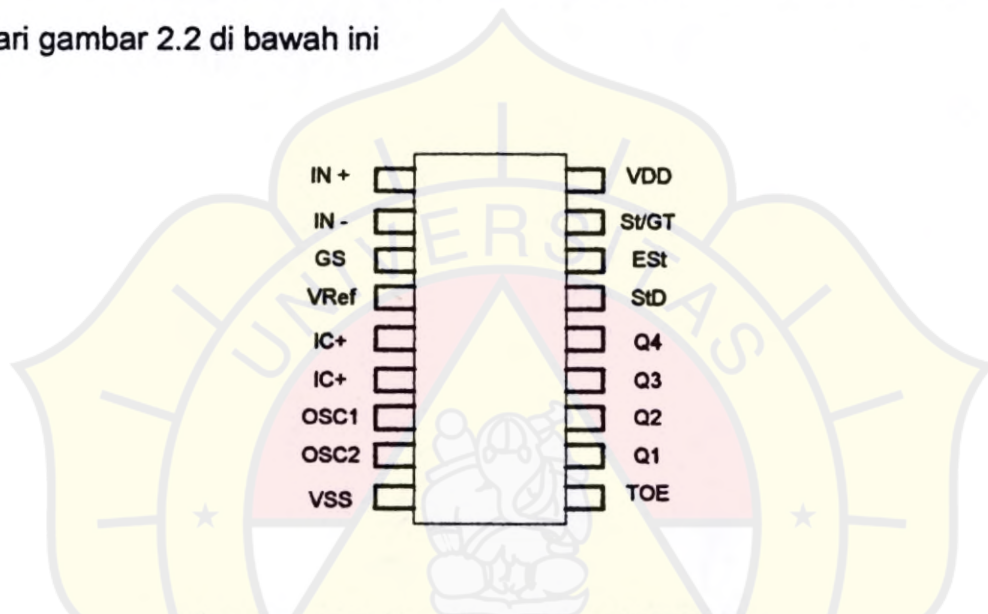 ari gambar 2.2 di bawah ini
IN + VDD
IN - St/GT
GS ESt
VRef StD
IC+ Q4
IC+ Q3
OSC1 Q2
OSC2 Q1
VSS TOE
UNIVERSITAS